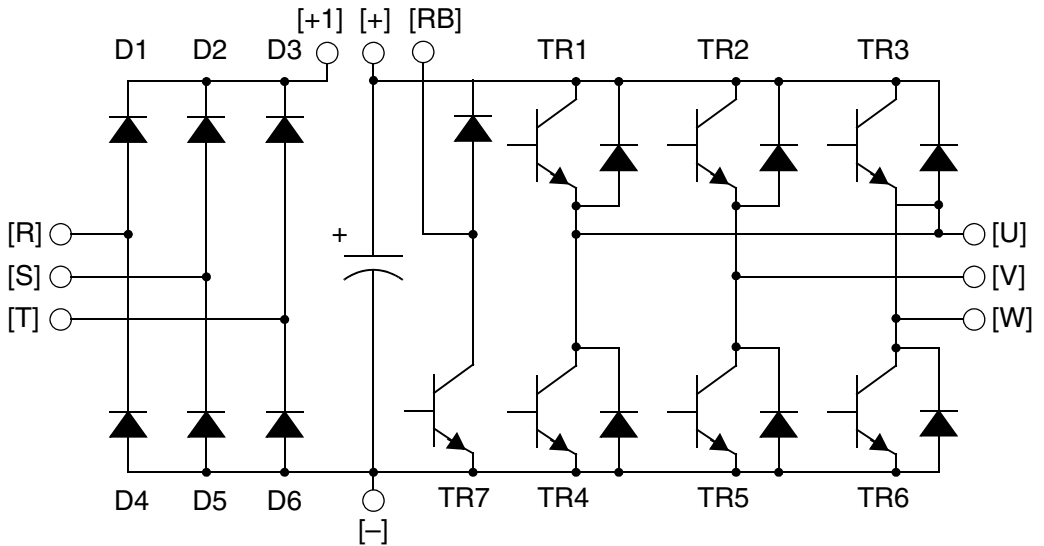 [+1] [+] [RB]
D1 D2 D3 TR1 TR2 TR3
[R] + [U]
[S] [V]
[T] [W]
D4 D5 D6 TR7 TR4 TR5 TR6
[–]